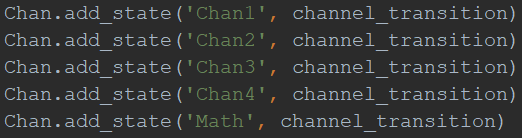 Chan.add_state('Chan1', channel_transition)
Chan.add_state('Chan2', channel_transition)
Chan.add_state('Chan3', channel_transition)
Chan.add_state('Chan4', channel_transition)
Chan.add_state('Math', channel_transition)